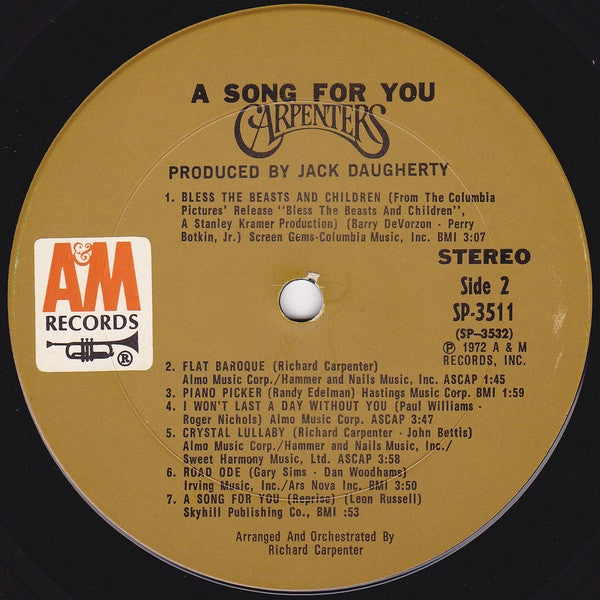 A SONG FOR YOU
CARPENTERS
PRODUCED BY JACK DAUGHERTY
1. BLESS THE BEASTS AND CHILDREN (From The Columbia
Pictures' Release "Bless The Beasts And Children",
A Stanley Kramer Production) (Barry DeVorzon - Perry
Botkin, Jr.) Screen Gems-Columbia Music, Inc. BMI 3:07
A&M
RECORDS
®
STEREO
Side 2
SP-3511
(SP-3532)
℗ 1972 A & M
RECORDS, INC.
2. FLAT BAROQUE (Richard Carpenter)
Almo Music Corp./Hammer and Nails Music, Inc. ASCAP 1:45
3. PIANO PICKER (Randy Edelman) Hastings Music Corp. BMI 1:59
4. I WON'T LAST A DAY WITHOUT YOU (Paul Williams -
Roger Nichols) Almo Music Corp. ASCAP 3:47
5. CRYSTAL LULLABY (Richard Carpenter - John Bettis)
Almo Music Corp./Hammer and Nails Music, Inc./
Sweet Harmony Music, Ltd. ASCAP 3:58
6. ROAD ODE (Gary Sims - Dan Woodhams)
Irving Music, Inc./Ars Nova Inc. BMI 3:50
7. A SONG FOR YOU (Reprise) (Leon Russell)
Skyhill Publishing Co., BMI :53
Arranged And Orchestrated By
Richard Carpenter